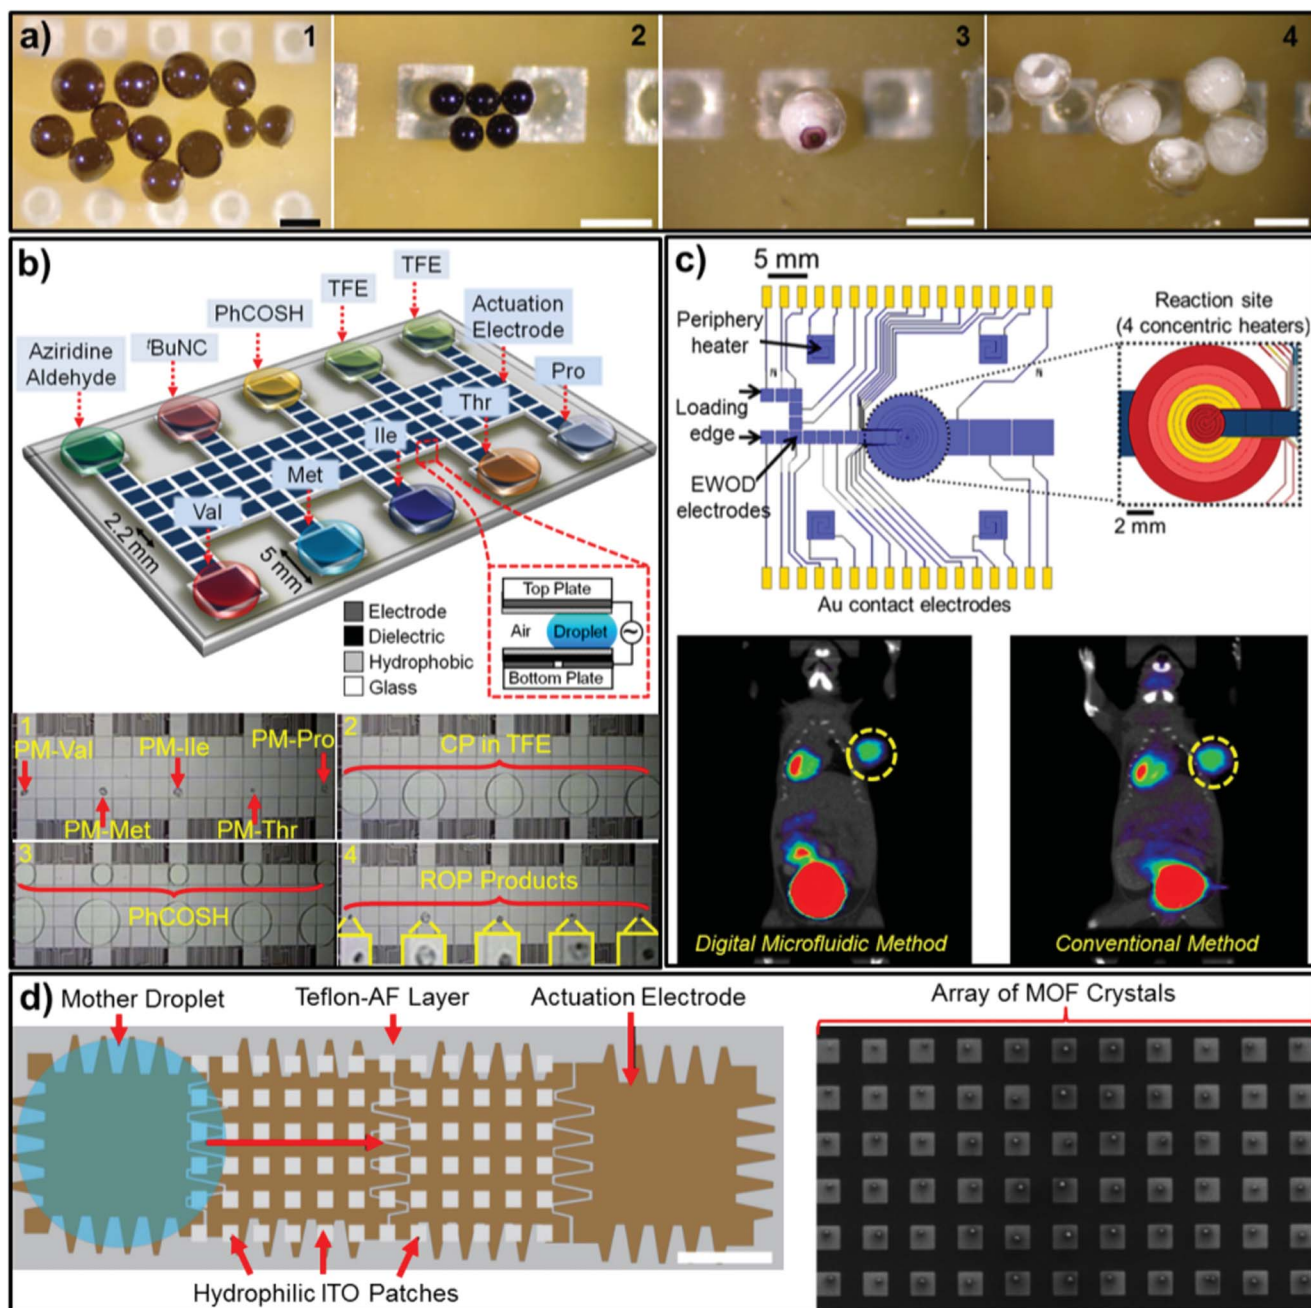 a)
1
2
3
4
b)
TFE
TFE
PhCOSH
Actuation
Electrode
ᵗBuNC
Aziridine
Aldehyde
Pro
Thr
Ile
Met
Val
2.2 mm
5 mm
Electrode
Dielectric
Hydrophobic
Glass
Top Plate
Air
Droplet
~
Bottom Plate
1
PM-Val
PM-Ile
PM-Pro
PM-Met
PM-Thr
2
CP in TFE
3
PhCOSH
4
ROP Products
c)
5 mm
Periphery
heater
Loading
edge
EWOD
electrodes
Au contact electrodes
Reaction site
(4 concentric heaters)
2 mm
Digital Microfluidic Method
Conventional Method
d)
Mother Droplet
Teflon-AF Layer
Actuation Electrode
Hydrophilic ITO Patches
Array of MOF Crystals